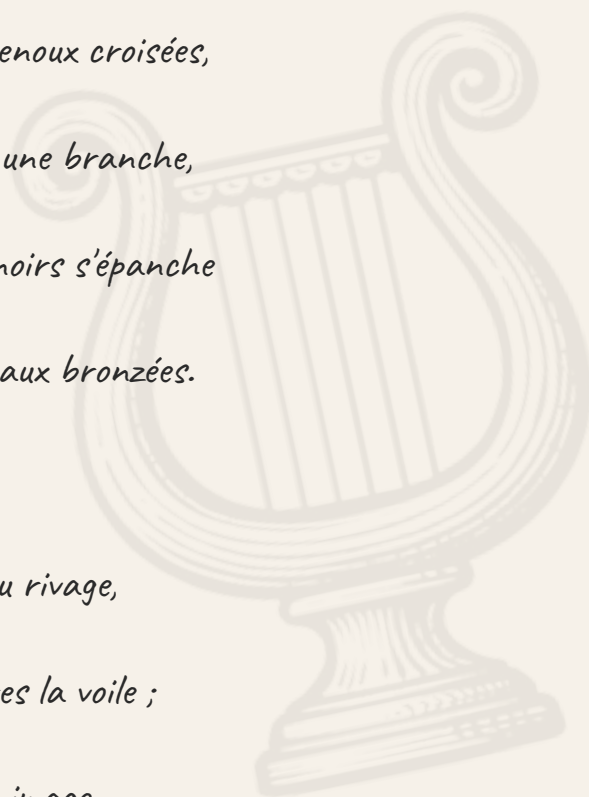 enoux croisées,
une branche,
noirs s'épanche
aux bronzées.
u rivage,
es la voile ;